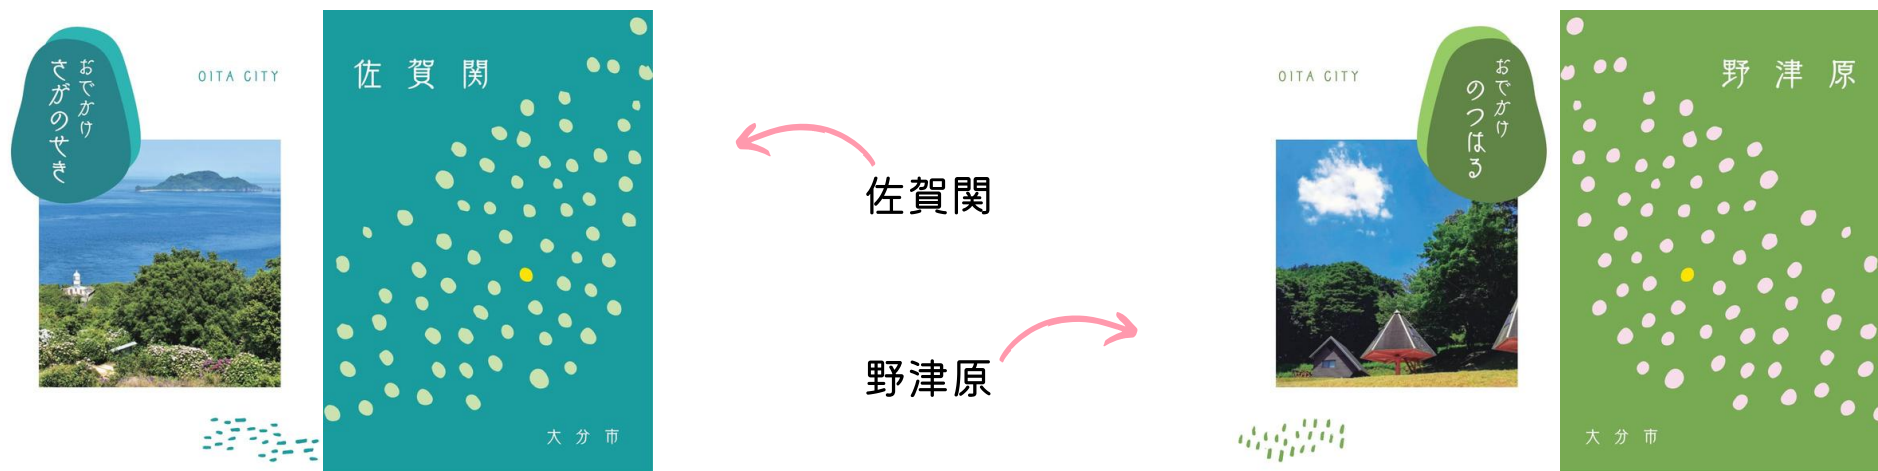 おでかけ
さがのせき
OITA CITY
佐賀関
大分市
佐賀関
野津原
OITA CITY
おでかけ
のつはる
野津原
大分市